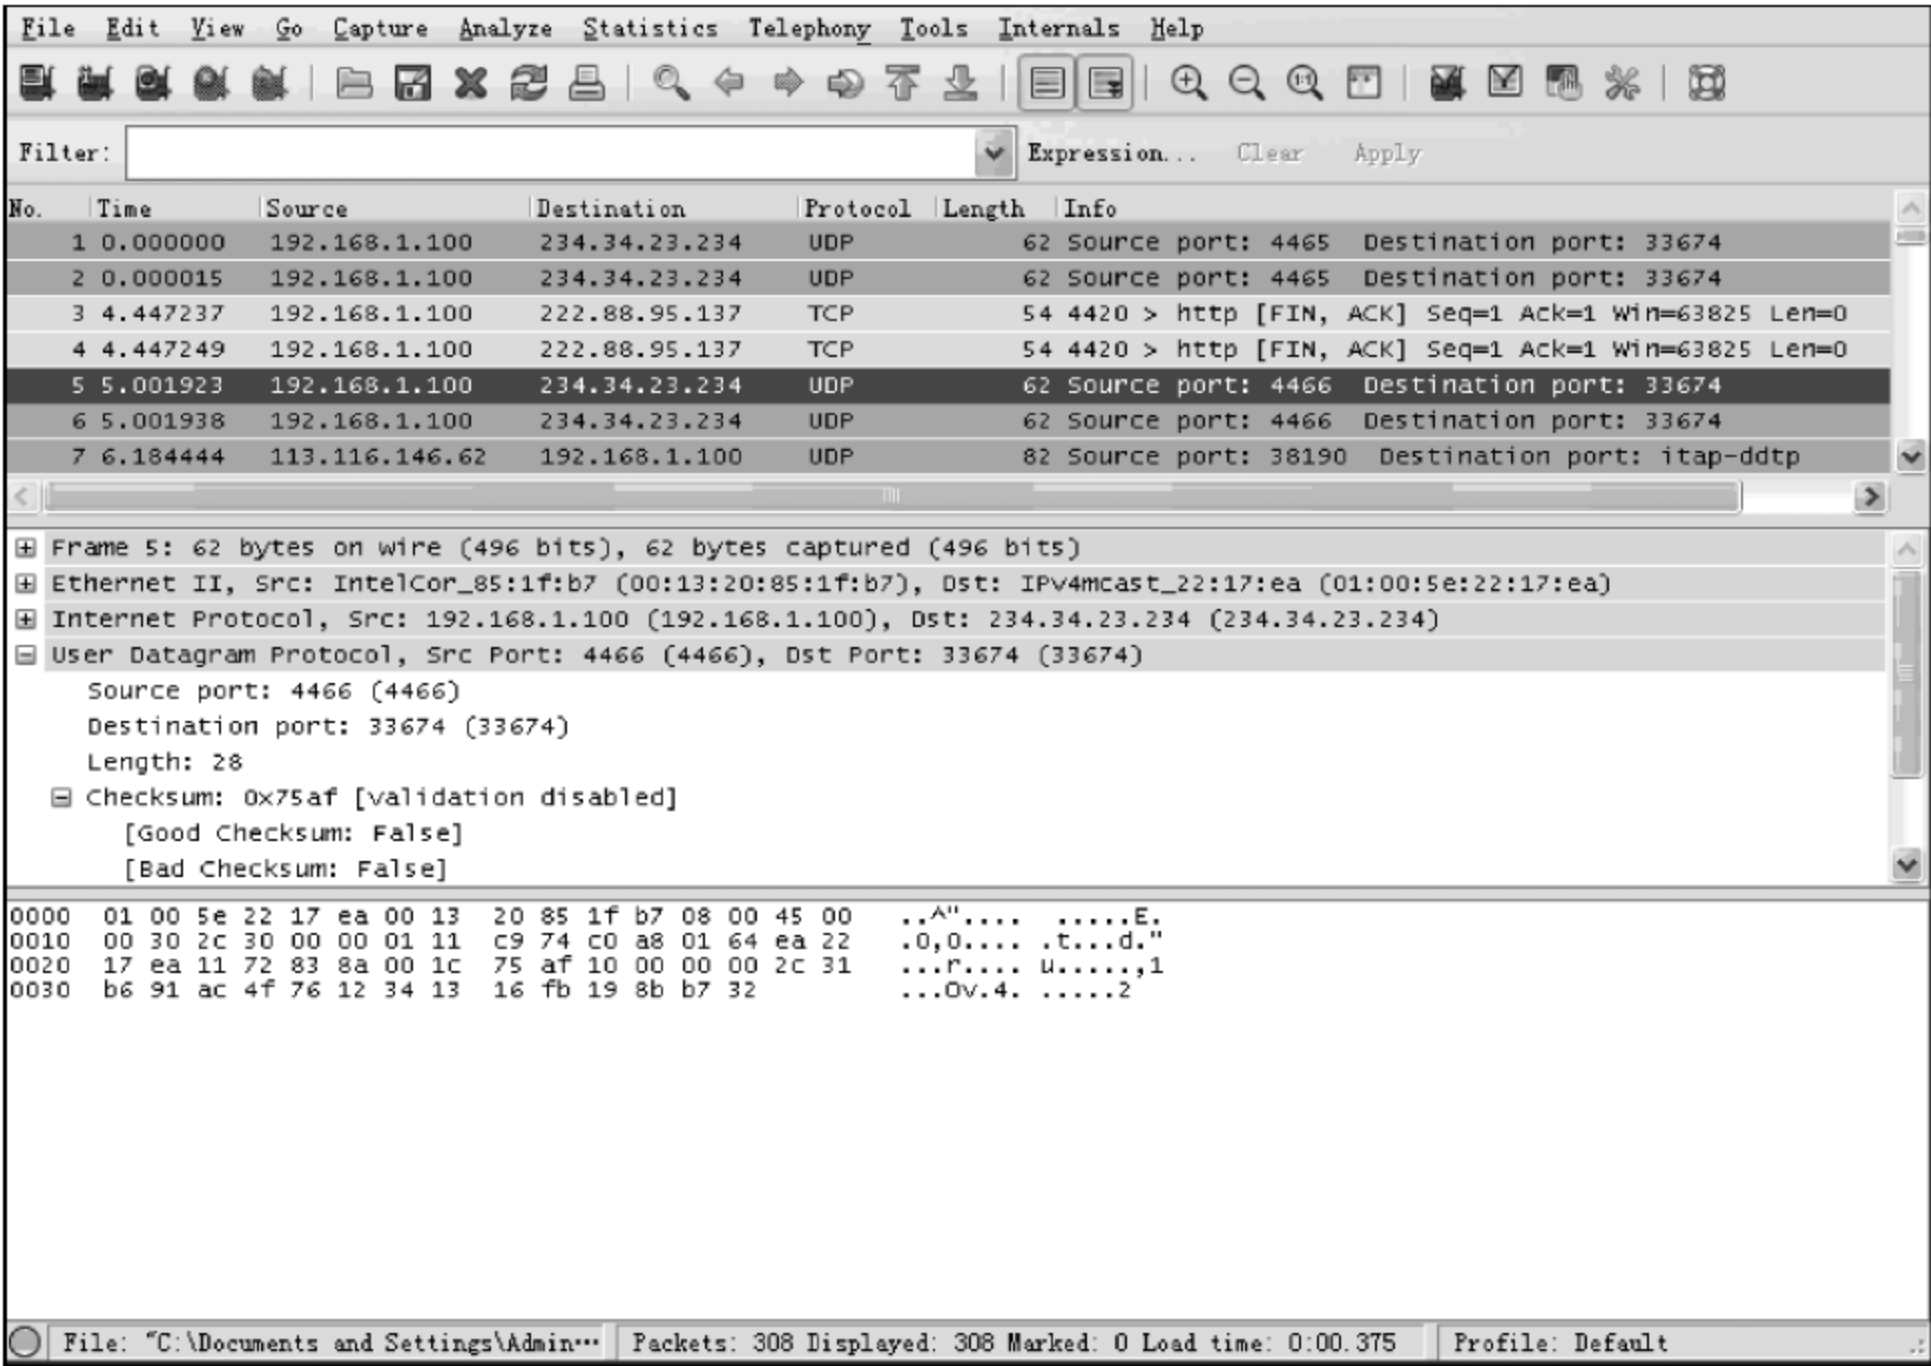 File Edit View Go Capture Analyze Statistics Telephony Tools Internals Help
Filter: Expression... Clear Apply
No. Time Source Destination Protocol Length Info
1 0.000000 192.168.1.100 234.34.23.234 UDP 62 Source port: 4465 Destination port: 33674
2 0.000015 192.168.1.100 234.34.23.234 UDP 62 Source port: 4465 Destination port: 33674
3 4.447237 192.168.1.100 222.88.95.137 TCP 54 4420 > http [FIN, ACK] Seq=1 Ack=1 Win=63825 Len=0
4 4.447249 192.168.1.100 222.88.95.137 TCP 54 4420 > http [FIN, ACK] Seq=1 Ack=1 Win=63825 Len=0
5 5.001923 192.168.1.100 234.34.23.234 UDP 62 Source port: 4466 Destination port: 33674
6 5.001938 192.168.1.100 234.34.23.234 UDP 62 Source port: 4466 Destination port: 33674
7 6.184444 113.116.146.62 192.168.1.100 UDP 82 Source port: 38190 Destination port: itap-ddtp
Frame 5: 62 bytes on wire (496 bits), 62 bytes captured (496 bits)
Ethernet II, Src: IntelCor_85:1f:b7 (00:13:20:85:1f:b7), Dst: IPv4mcast_22:17:ea (01:00:5e:22:17:ea)
Internet Protocol, Src: 192.168.1.100 (192.168.1.100), Dst: 234.34.23.234 (234.34.23.234)
User Datagram Protocol, Src Port: 4466 (4466), Dst Port: 33674 (33674)
Source port: 4466 (4466)
Destination port: 33674 (33674)
Length: 28
Checksum: 0x75af [validation disabled]
[Good Checksum: False]
[Bad Checksum: False]
0000 01 00 5e 22 17 ea 00 13 20 85 1f b7 08 00 45 00 ..^".... .....E.
0010 00 30 2c 30 00 00 01 11 c9 74 c0 a8 01 64 ea 22 .0,0.... .t...d."
0020 17 ea 11 72 83 8a 00 1c 75 af 10 00 00 00 2c 31 ...r.... u.....,1
0030 b6 91 ac 4f 76 12 34 13 16 fb 19 8b b7 32 ...Ov.4. .....2
File: "C:\Documents and Settings\Admin··· Packets: 308 Displayed: 308 Marked: 0 Load time: 0:00.375 Profile: Default